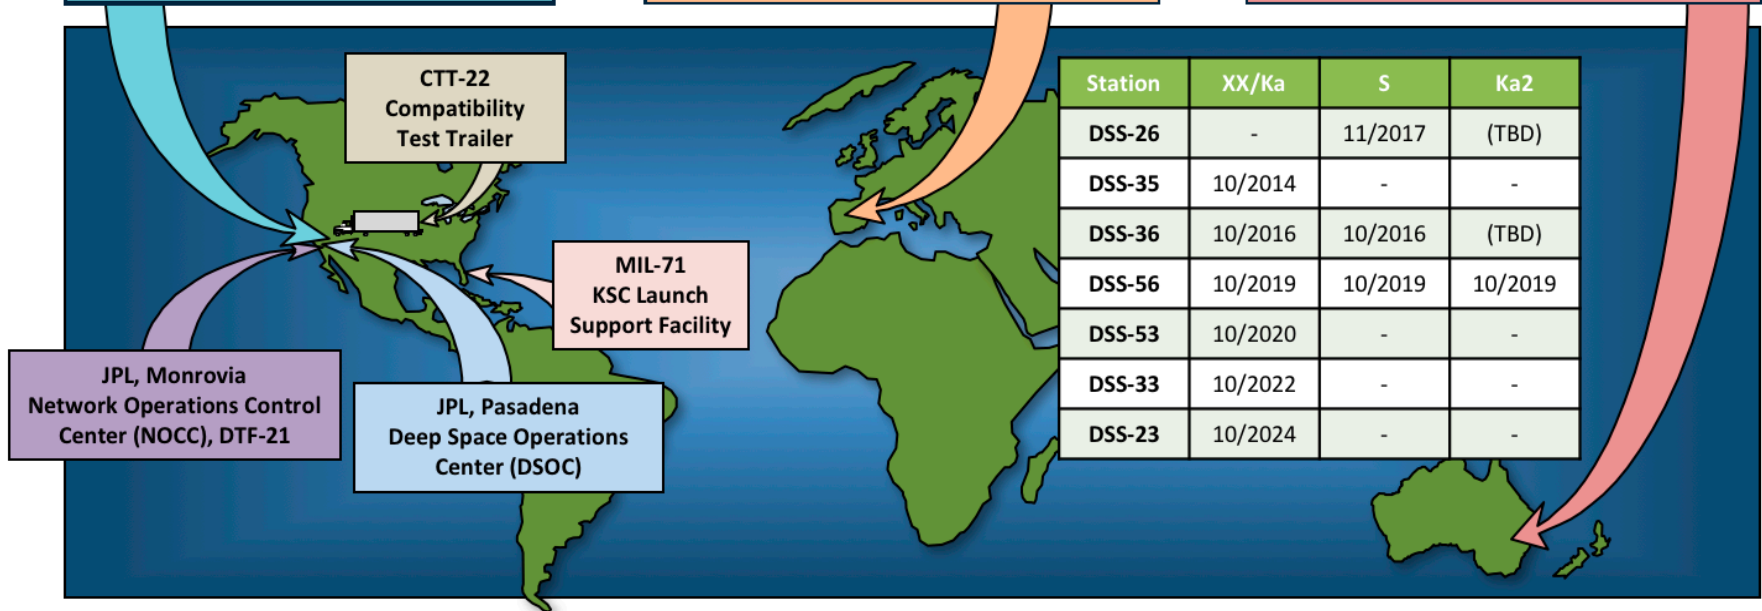 CTT-22
Compatibility
Test Trailer
MIL-71
KSC Launch
Support Facility
JPL, Monrovia
Network Operations Control
Center (NOCC), DTF-21
JPL, Pasadena
Deep Space Operations
Center (DSOC)
Station XX/Ka S Ka2
DSS-26 - 11/2017 (TBD)
DSS-35 10/2014 - -
DSS-36 10/2016 10/2016 (TBD)
DSS-56 10/2019 10/2019 10/2019
DSS-53 10/2020 - -
DSS-33 10/2022 - -
DSS-23 10/2024 - -